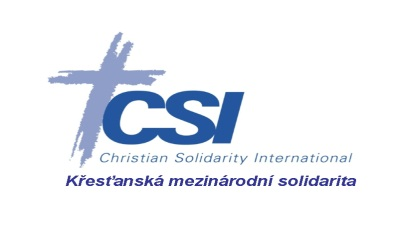 CSI
Christian Solidarity International
Křesťanská mezinárodní solidarita